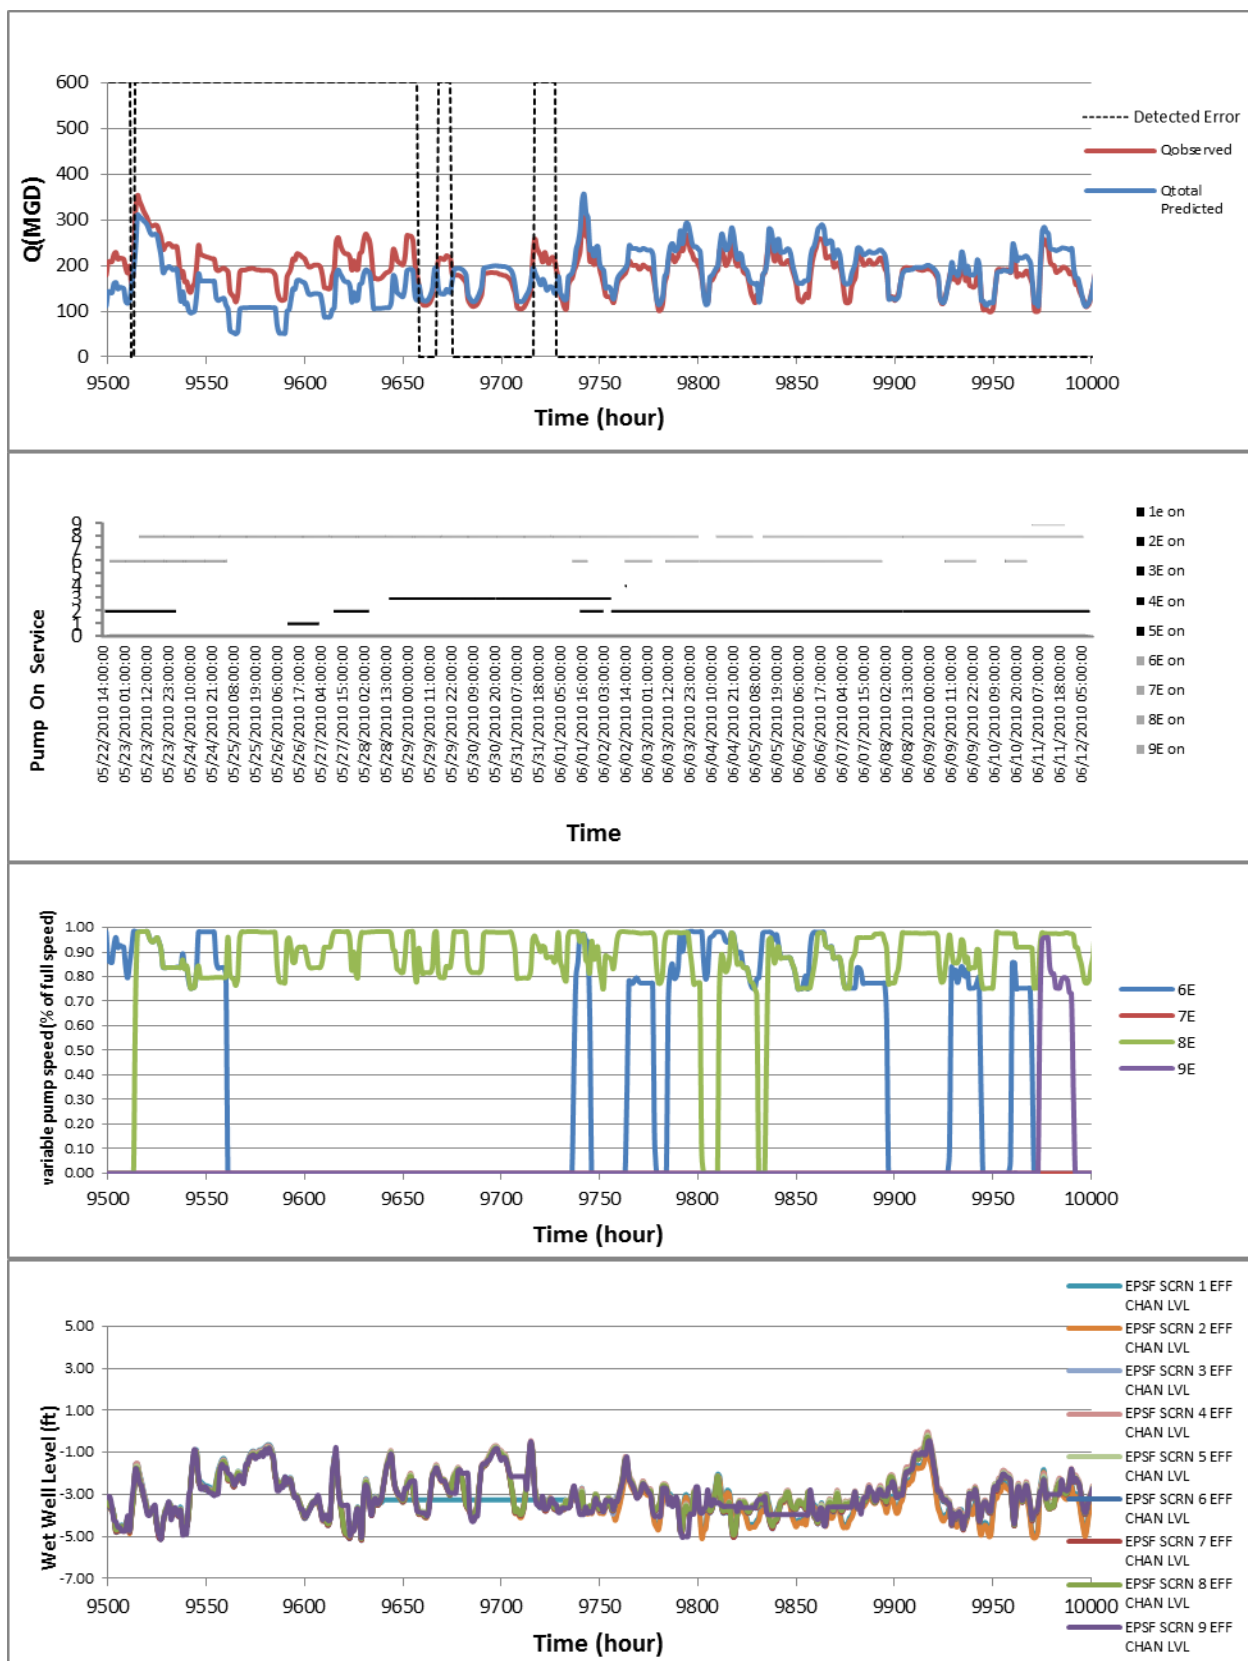 600
500
400
300
200
100
0
Q(MGD)
9500 9550 9600 9650 9700 9750 9800 9850 9900 9950 10000
Time (hour)
Detected Error
Qobserved
Qtotal
Predicted
9
8
7
6
5
4
3
2
1
0
Pump On Service
05/22/2010 14:00:00
05/23/2010 01:00:00
05/23/2010 12:00:00
05/23/2010 23:00:00
05/24/2010 10:00:00
05/24/2010 21:00:00
05/25/2010 08:00:00
05/25/2010 19:00:00
05/26/2010 06:00:00
05/26/2010 17:00:00
05/27/2010 04:00:00
05/27/2010 15:00:00
05/28/2010 02:00:00
05/28/2010 13:00:00
05/29/2010 00:00:00
05/29/2010 11:00:00
05/29/2010 22:00:00
05/30/2010 09:00:00
05/30/2010 20:00:00
05/31/2010 07:00:00
05/31/2010 18:00:00
06/01/2010 05:00:00
06/01/2010 16:00:00
06/02/2010 03:00:00
06/02/2010 14:00:00
06/03/2010 01:00:00
06/03/2010 12:00:00
06/03/2010 23:00:00
06/04/2010 10:00:00
06/04/2010 21:00:00
06/05/2010 08:00:00
06/05/2010 19:00:00
06/06/2010 06:00:00
06/06/2010 17:00:00
06/07/2010 04:00:00
06/07/2010 15:00:00
06/08/2010 02:00:00
06/08/2010 13:00:00
06/09/2010 00:00:00
06/09/2010 11:00:00
06/09/2010 22:00:00
06/10/2010 09:00:00
06/10/2010 20:00:00
06/11/2010 07:00:00
06/11/2010 18:00:00
06/12/2010 05:00:00
Time
1e on
2E on
3E on
4E on
5E on
6E on
7E on
8E on
9E on
variable pump speed(% of full speed)
1.00
0.90
0.80
0.70
0.60
0.50
0.40
0.30
0.20
0.10
0.00
9500 9550 9600 9650 9700 9750 9800 9850 9900 9950 10000
Time (hour)
6E
7E
8E
9E
Wet Well Level (ft)
5.00
3.00
1.00
-1.00
-3.00
-5.00
-7.00
9500 9550 9600 9650 9700 9750 9800 9850 9900 9950 10000
Time (hour)
EPSF SCRN 1 EFF
CHAN LVL
EPSF SCRN 2 EFF
CHAN LVL
EPSF SCRN 3 EFF
CHAN LVL
EPSF SCRN 4 EFF
CHAN LVL
EPSF SCRN 5 EFF
CHAN LVL
EPSF SCRN 6 EFF
CHAN LVL
EPSF SCRN 7 EFF
CHAN LVL
EPSF SCRN 8 EFF
CHAN LVL
EPSF SCRN 9 EFF
CHAN LVL